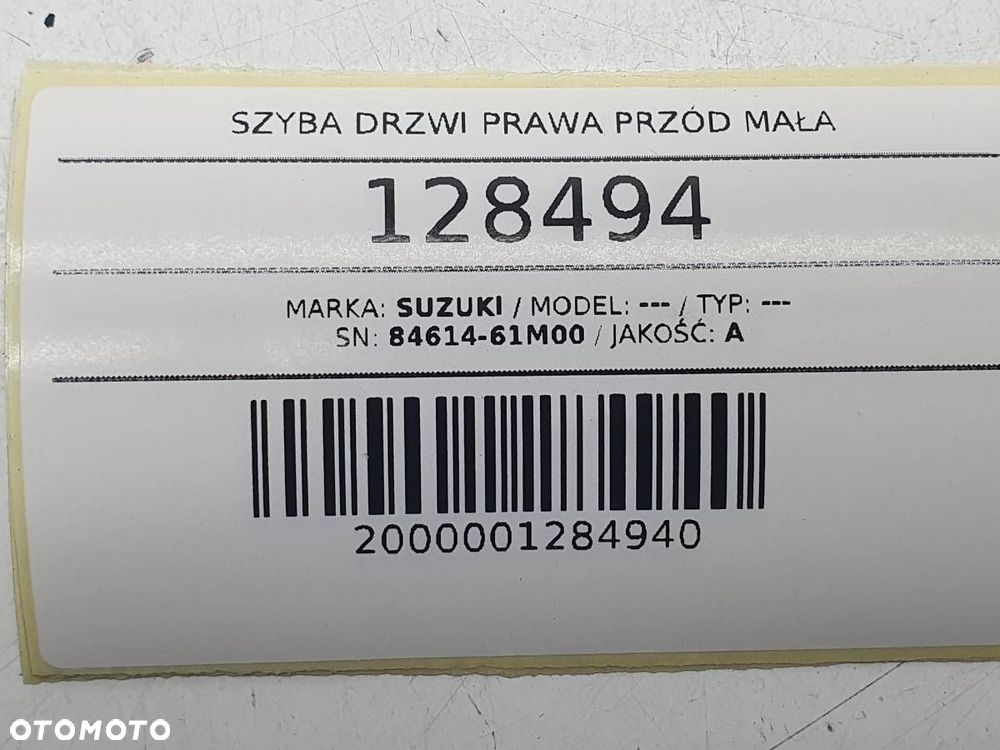 SZYBA DRZWI PRAWA PRZÓD MAŁA
128494
MARKA: SUZUKI / MODEL: --- / TYP: ---
SN: 84614-61M00 / JAKOŚĆ: A
2000001284940
OTOMOTO